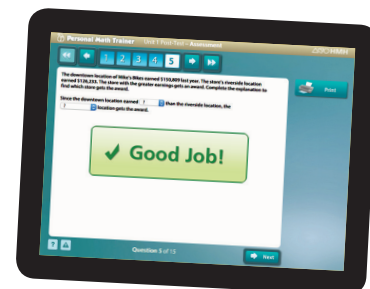 Personal Math Trainer Unit 1 Post-Test - Assessment
1 2 3 4 5
Print
The downtown location of Mike's Bikes earned $133,809 last year. The store's riverside location
earned $126,233. The store with the greater earnings gets an award. Complete the explanation to
find which store gets the award.
Since the downtown location earned ? than the riverside location, the
? location gets the award.
✓ Good Job!
? 
Question 5 of 15
Next